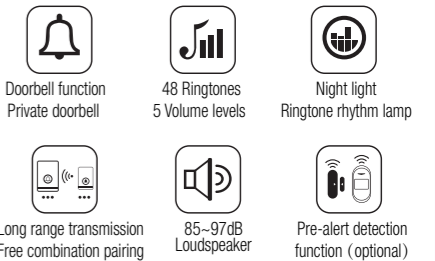 Doorbell function
Private doorbell
48 Ringtones
5 Volume levels
Night light
Ringtone rhythm lamp
Long range transmission
Free combination pairing
85~97dB
Loudspeaker
Pre-alert detection
function (optional)